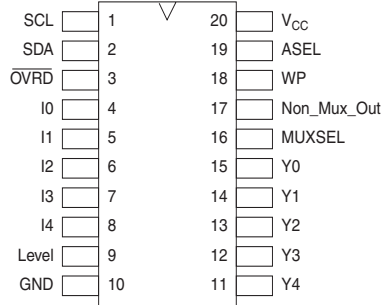 SCL 1 20 VCC
SDA 2 19 ASEL
OVRD 3 18 WP
I0 4 17 Non_Mux_Out
I1 5 16 MUXSEL
I2 6 15 Y0
I3 7 14 Y1
I4 8 13 Y2
Level 9 12 Y3
GND 10 11 Y4